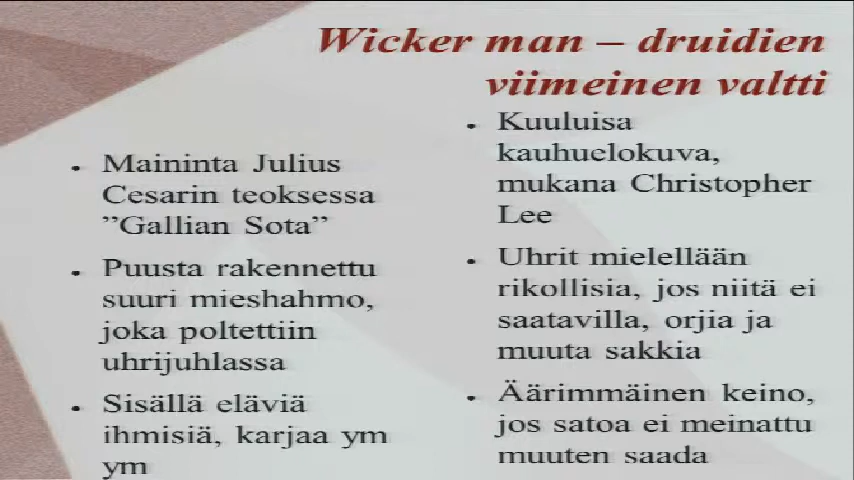 Wicker man – druidien
viimeinen valtti
• Maininta Julius
Cesarin teoksessa
”Gallian Sota”
• Puusta rakennettu
suuri mieshahmo,
joka poltettiin
uhrijuhlassa
• Sisällä eläviä
ihmisiä, karjaa ym
ym
• Kuuluisa
kauhuelokuva,
mukana Christopher
Lee
• Uhrit mielellään
rikollisia, jos niitä ei
saatavilla, orjia ja
muuta sakkia
• Äärimmäinen keino,
jos satoa ei meinattu
muuten saada